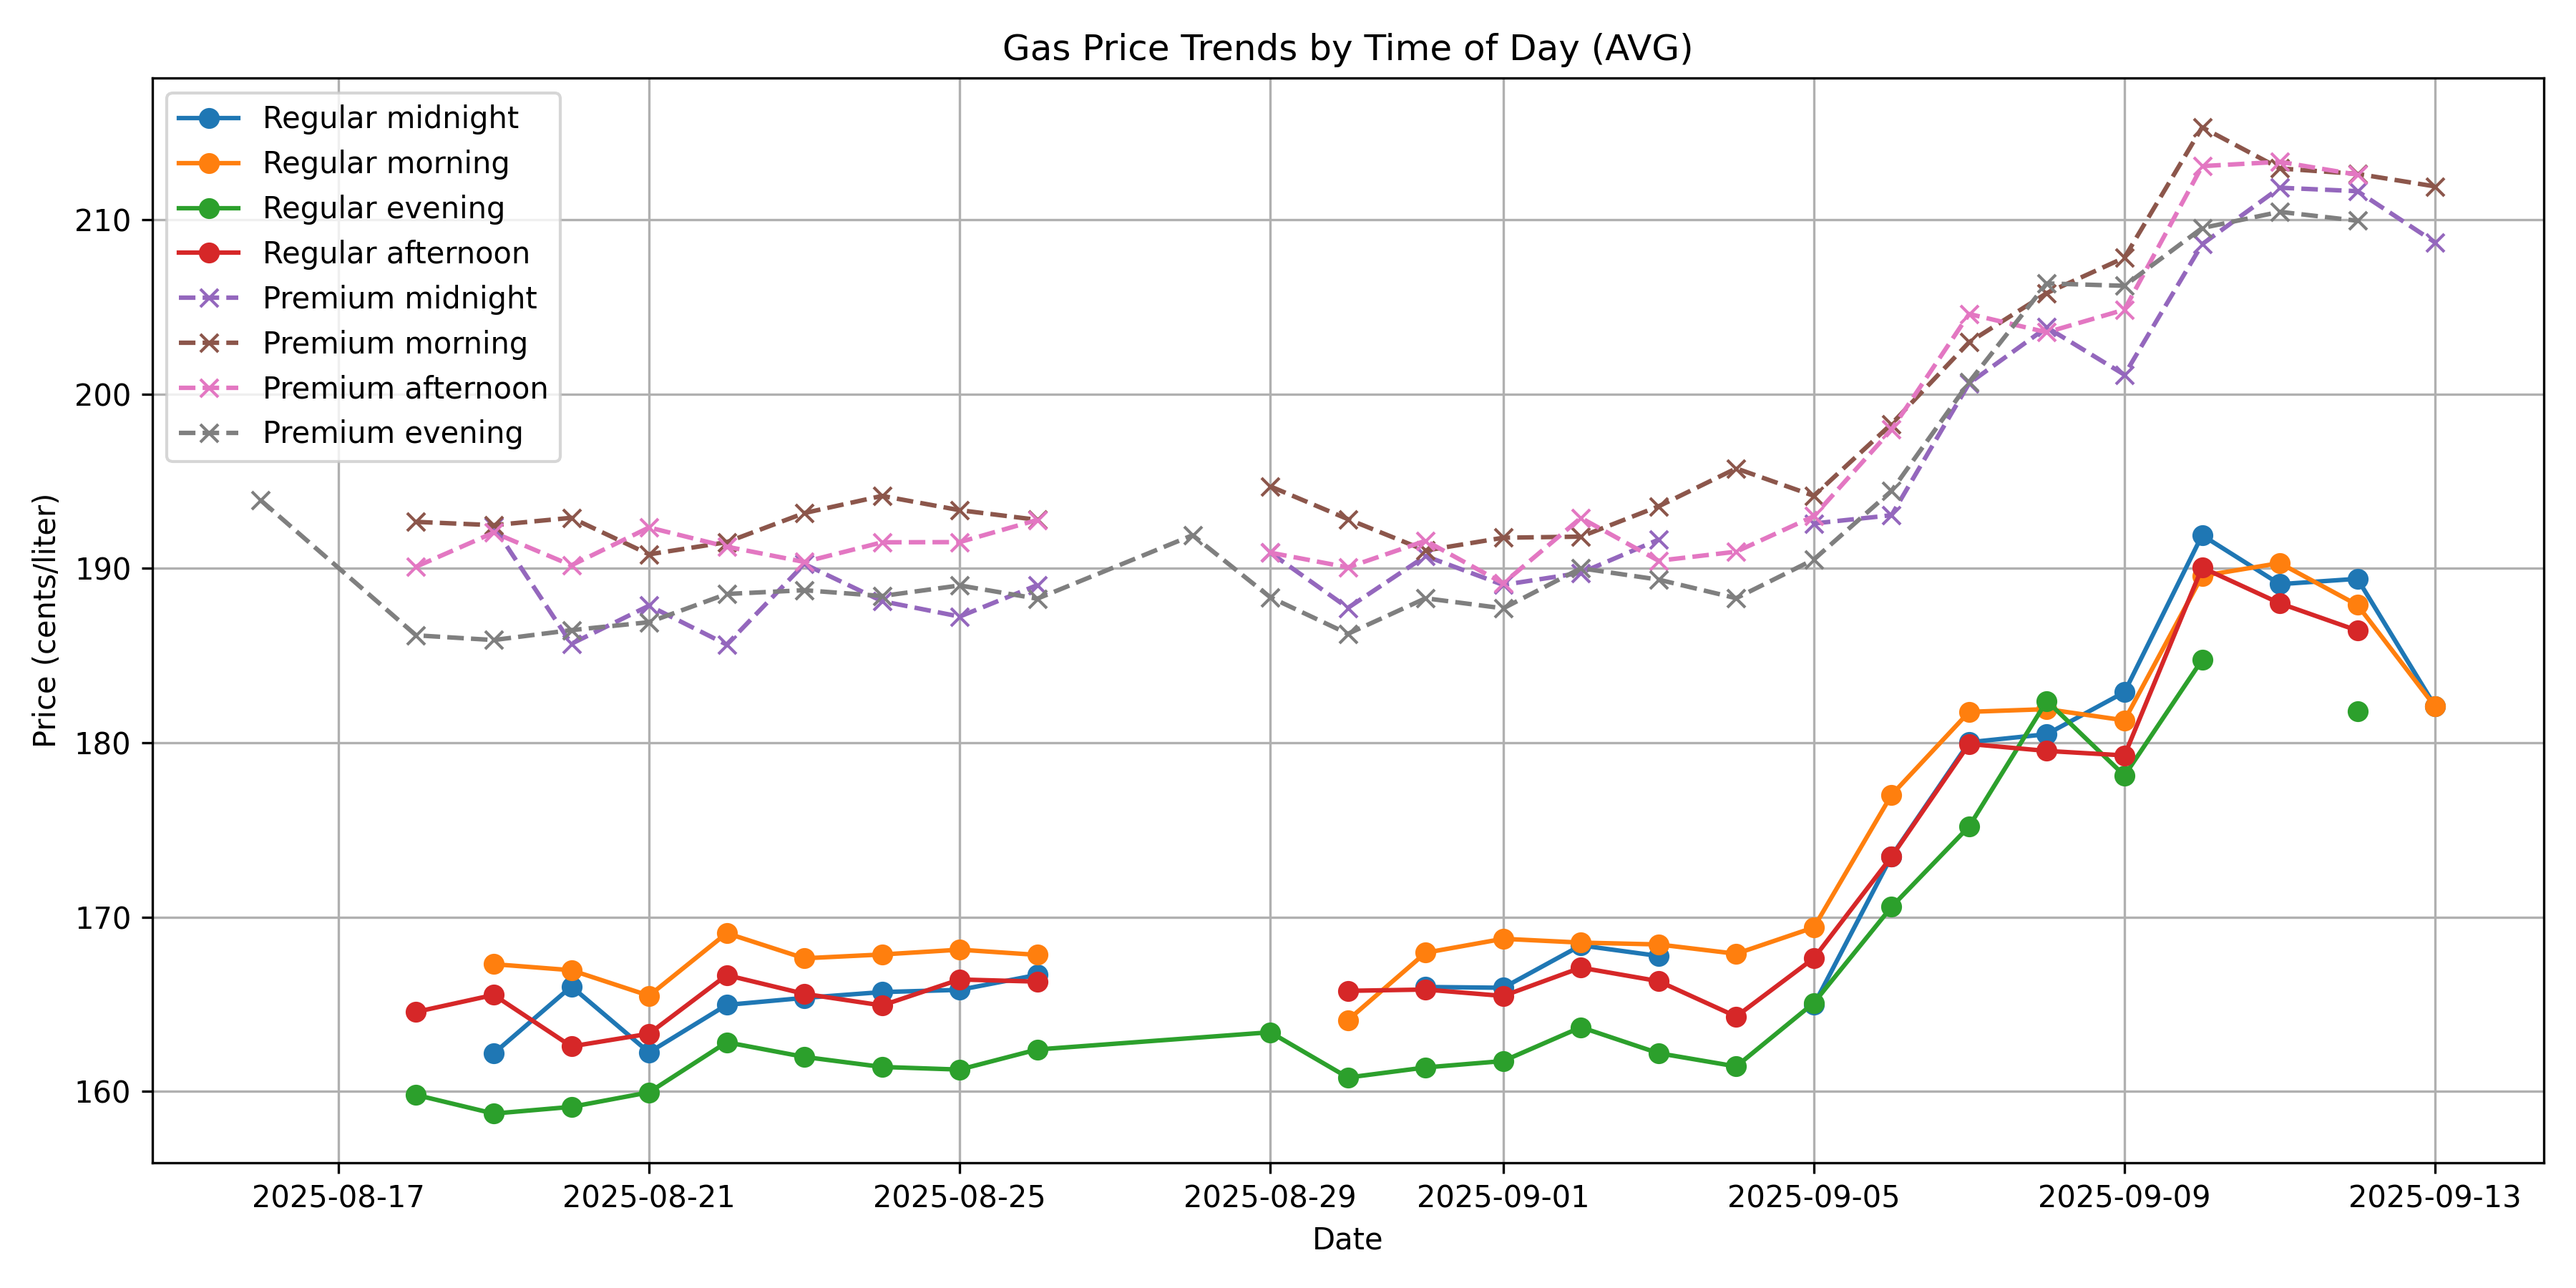 Gas Price Trends by Time of Day (AVG)
Regular midnight
Regular morning
Regular evening
Regular afternoon
Premium midnight
Premium morning
Premium afternoon
Premium evening
Price (cents/liter)
210
200
190
180
170
160
2025-08-17
2025-08-21
2025-08-25
2025-08-29
2025-09-01
2025-09-05
2025-09-09
2025-09-13
Date